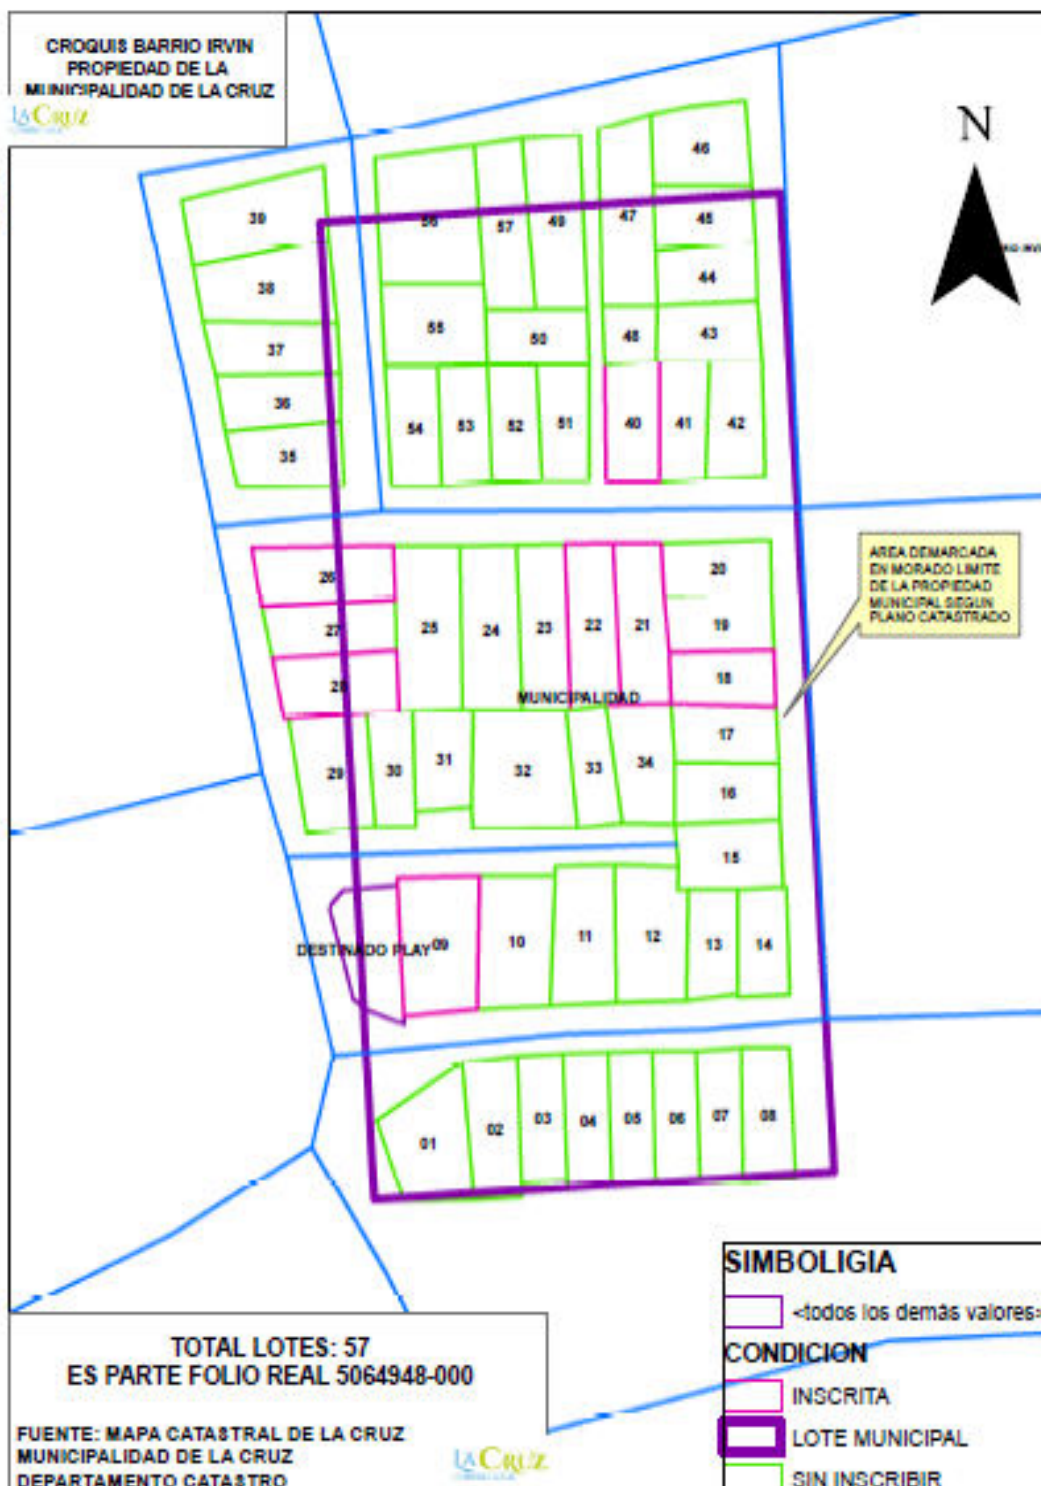 CROQUIS BARRIO IRVIN
PROPIEDAD DE LA
MUNICIPALIDAD DE LA CRUZ
LA CRUZ
N
46
39
56
57
49
47
45
38
44
55
50
48
43
37
36
54
53
52
51
40
41
42
35
AREA DEMARCADA
EN MORADO LIMITE
DE LA PROPIEDAD
MUNICIPAL SEGUN
PLANO CATASTRADO
26
20
27
25
24
23
22
21
19
28
18
MUNICIPALIDAD
29
30
31
32
33
34
17
16
15
DESTINADO PLAY
09
10
11
12
13
14
01
02
03
04
05
06
07
08
SIMBOLIGIA
<todos los demás valores>
CONDICION
INSCRITA
LOTE MUNICIPAL
SIN INSCRIBIR
TOTAL LOTES: 57
ES PARTE FOLIO REAL 5064948-000
FUENTE: MAPA CATASTRAL DE LA CRUZ
MUNICIPALIDAD DE LA CRUZ
DEPARTAMENTO CATASTRO
LA CRUZ